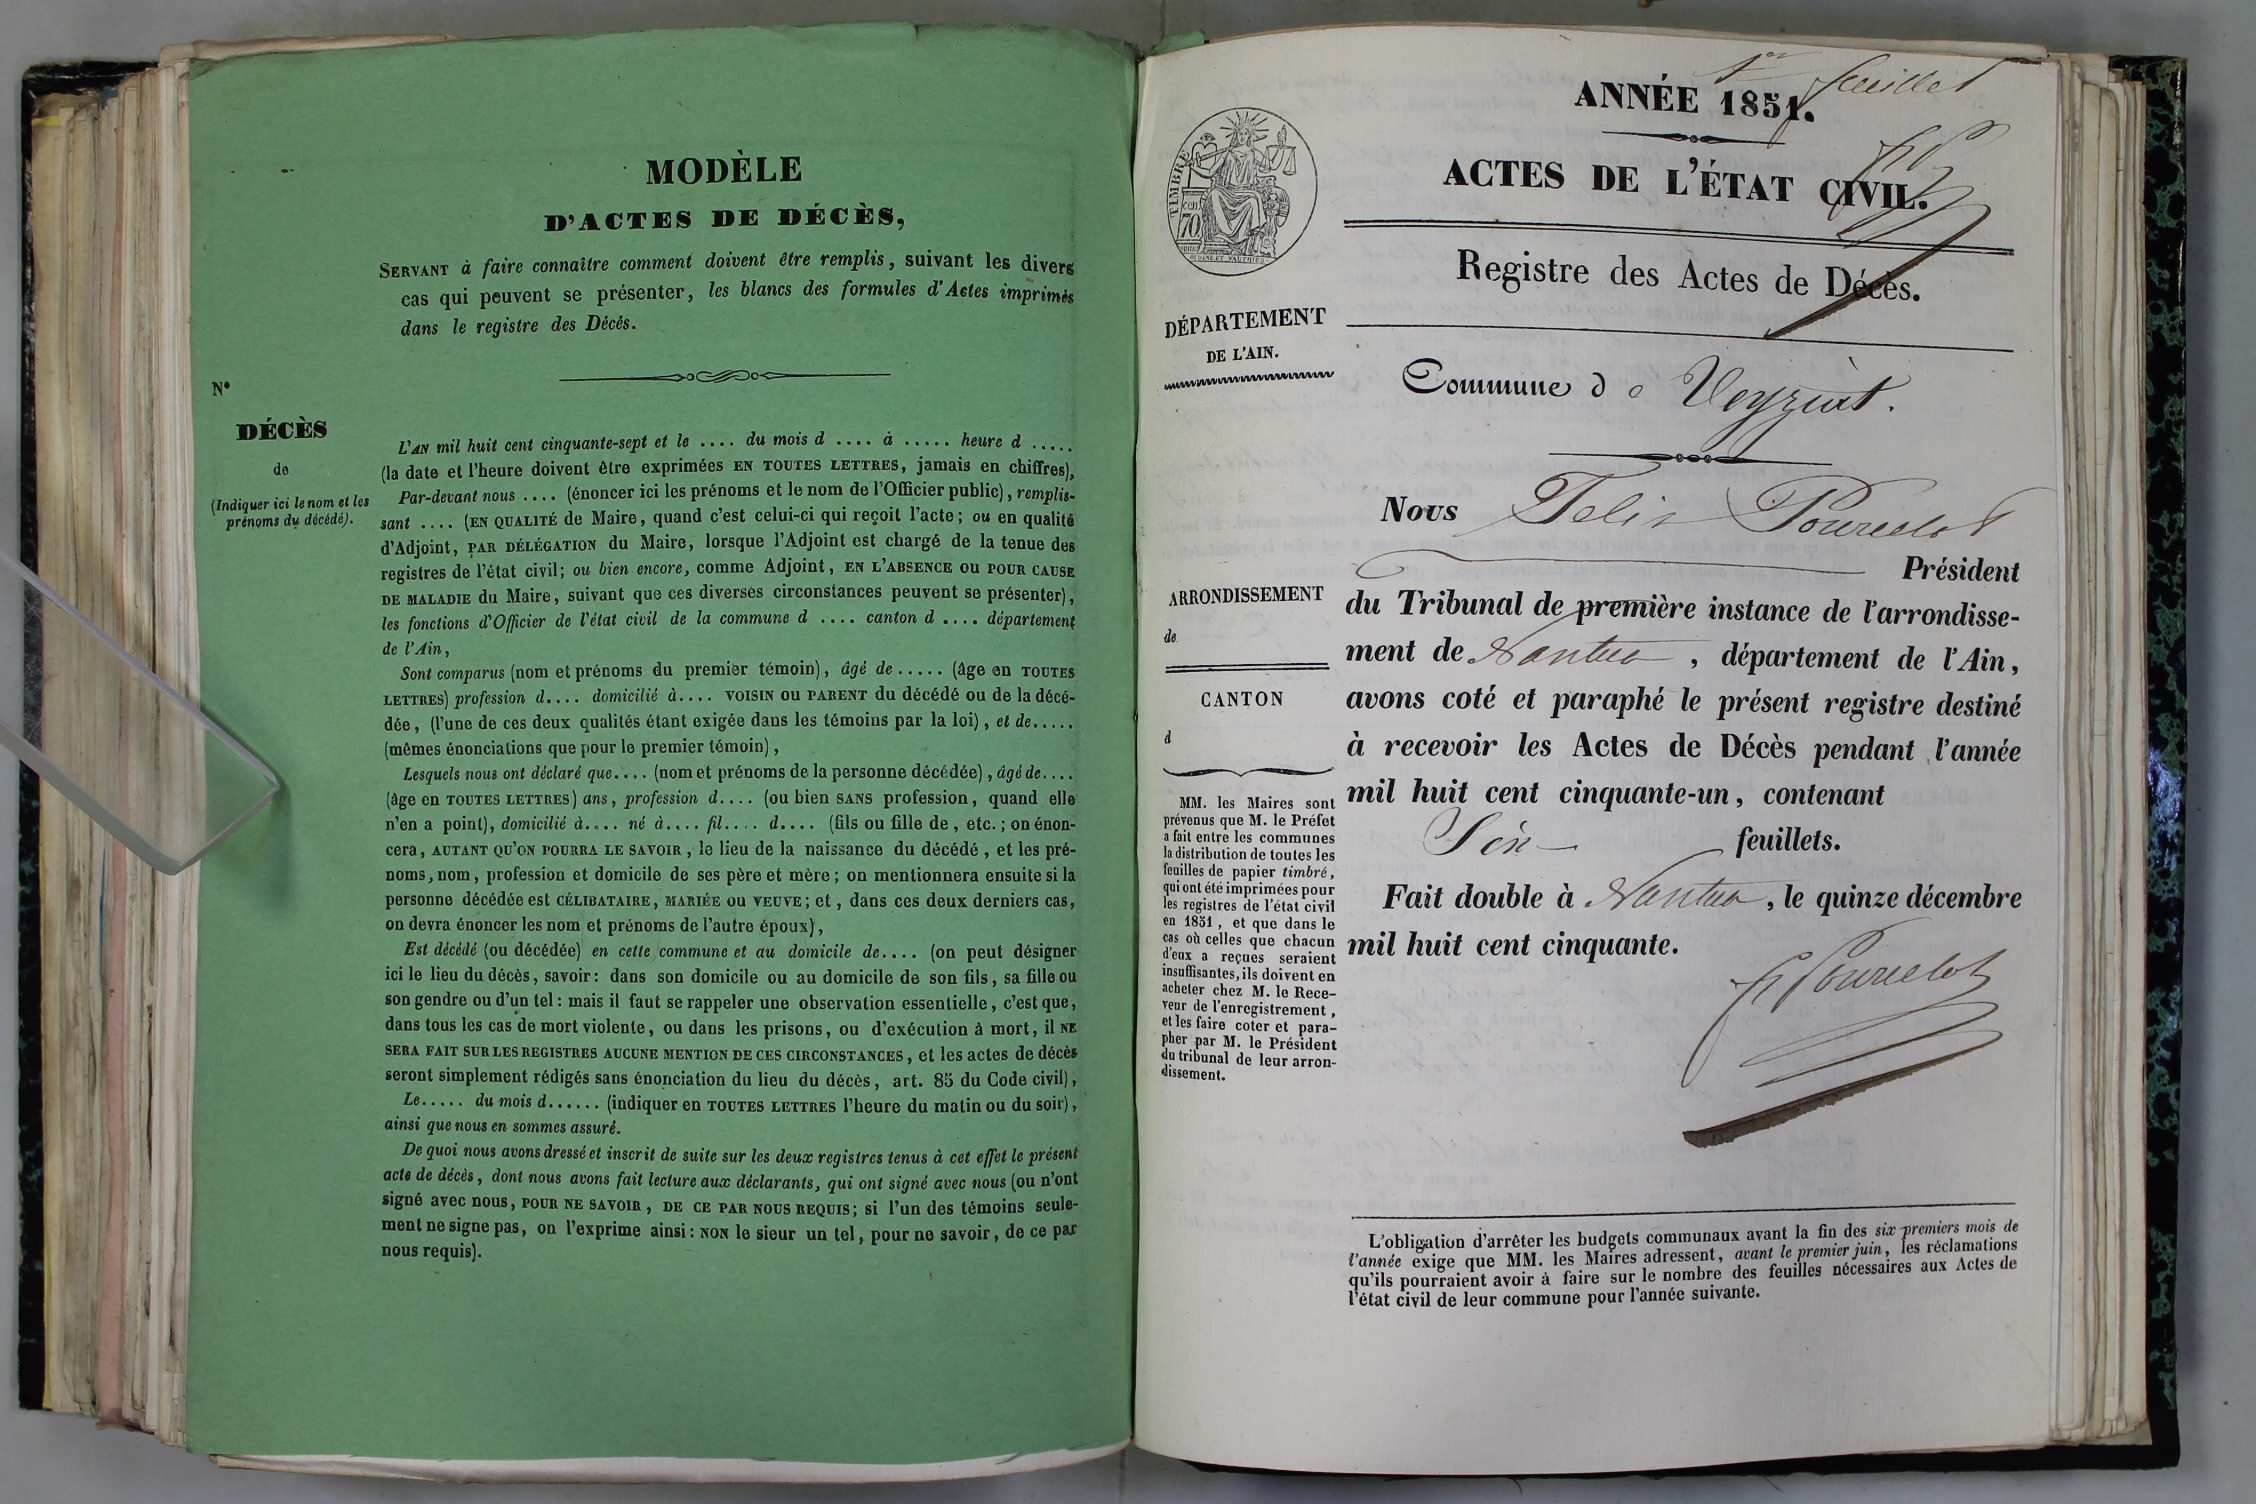 MODÈLE
D'ACTES DE DÉCÈS,
SERVANT à faire connaître comment doivent être remplis, suivant les divers
cas qui peuvent se présenter, les blancs des formules d'Actes imprimés
dans le registre des Décès.
N°
DÉCÈS
de
(Indiquer ici le nom et les
prénoms du décédé).
L'AN mil huit cent cinquante-sept et le .... du mois d .... à ..... heure d .....
(la date et l'heure doivent être exprimées EN TOUTES LETTRES, jamais en chiffres),
Par-devant nous .... (énoncer ici les prénoms et le nom de l'Officier public), remplis-
sant .... (EN QUALITÉ de Maire, quand c'est celui-ci qui reçoit l'acte; ou en qualité
d'Adjoint, PAR DÉLÉGATION du Maire, lorsque l'Adjoint est chargé de la tenue des
registres de l'état civil; ou bien encore, comme Adjoint, EN L'ABSENCE OU POUR CAUSE
DE MALADIE du Maire, suivant que ces diverses circonstances peuvent se présenter),
les fonctions d'Officier de l'état civil de la commune d .... canton d .... département
de l'Ain,
Sont comparus (nom et prénoms du premier témoin), âgé de ..... (âge en TOUTES
LETTRES) profession d.... domicilié à.... VOISIN OU PARENT du décédé ou de la décé-
dée, (l'une de ces deux qualités étant exigée dans les témoins par la loi), et de.....
(mêmes énonciations que pour le premier témoin),
Lesquels nous ont déclaré que.... (nom et prénoms de la personne décédée), âgé de....
(âge en TOUTES LETTRES) ans, profession d.... (ou bien SANS profession, quand elle
n'en a point), domicilié à.... né à.... fil.... d.... (fils ou fille de, etc.; on énon-
cera, AUTANT QU'ON POURRA LE SAVOIR, le lieu de la naissance du décédé, et les pré-
noms, nom, profession et domicile de ses père et mère; on mentionnera ensuite si la
personne décédée est CÉLIBATAIRE, MARIÉE OU VEUVE; et, dans ces deux derniers cas,
on devra énoncer les nom et prénoms de l'autre époux),
Est décédé (ou décédée) en cette commune et au domicile de.... (on peut désigner
ici le lieu du décès, savoir: dans son domicile ou au domicile de son fils, sa fille ou
son gendre ou d'un tel: mais il faut se rappeler une observation essentielle, c'est que,
dans tous les cas de mort violente, ou dans les prisons, ou d'exécution à mort, il NE
SERA FAIT SUR LES REGISTRES AUCUNE MENTION DE CES CIRCONSTANCES, et les actes de décès
seront simplement rédigés sans énonciation du lieu du décès, art. 85 du Code civil),
Le..... du mois d...... (indiquer en TOUTES LETTRES l'heure du matin ou du soir),
ainsi que nous en sommes assuré.
De quoi nous avons dressé et inscrit de suite sur les deux registres tenus à cet effet le présent
acte de décès, dont nous avons fait lecture aux déclarants, qui ont signé avec nous (ou n'ont
signé avec nous, POUR NE SAVOIR, DE CE PAR NOUS REQUIS; si l'un des témoins seule-
ment ne signe pas, on l'exprime ainsi: NON le sieur un tel, pour ne savoir, de ce par
nous requis).
1er feuillet
ANNÉE 1851.
ACTES DE L'ÉTAT CIVIL.
Registre des Actes de Décès.
TIMBRE
cent
70
DÉPARTEMENT
DE L'AIN.
Commune de Veyziat.
Nous Felix Pourcelot
Président
du Tribunal de première instance de l'arrondisse-
ment de Nantua, département de l'Ain,
avons coté et paraphé le présent registre destiné
à recevoir les Actes de Décès pendant l'année
mil huit cent cinquante-un, contenant
Six feuillets.
Fait double à Nantua, le quinze décembre
mil huit cent cinquante.
F Pourcelot
ARRONDISSEMENT
de
CANTON
d
MM. les Maires sont
prévenus que M. le Préfet
a fait entre les communes
la distribution de toutes les
feuilles de papier timbré,
qui ont été imprimées pour
les registres de l'état civil
en 1851, et que dans le
cas où celles que chacun
d'eux a reçues seraient
insuffisantes, ils doivent en
acheter chez M. le Rece-
veur de l'enregistrement,
et les faire coter et para-
pher par M. le Président
du tribunal de leur arron-
dissement.
L'obligation d'arrêter les budgets communaux avant la fin des six premiers mois de
l'année exige que MM. les Maires adressent, avant le premier juin, les réclamations
qu'ils pourraient avoir à faire sur le nombre des feuilles nécessaires aux Actes de
l'état civil de leur commune pour l'année suivante.